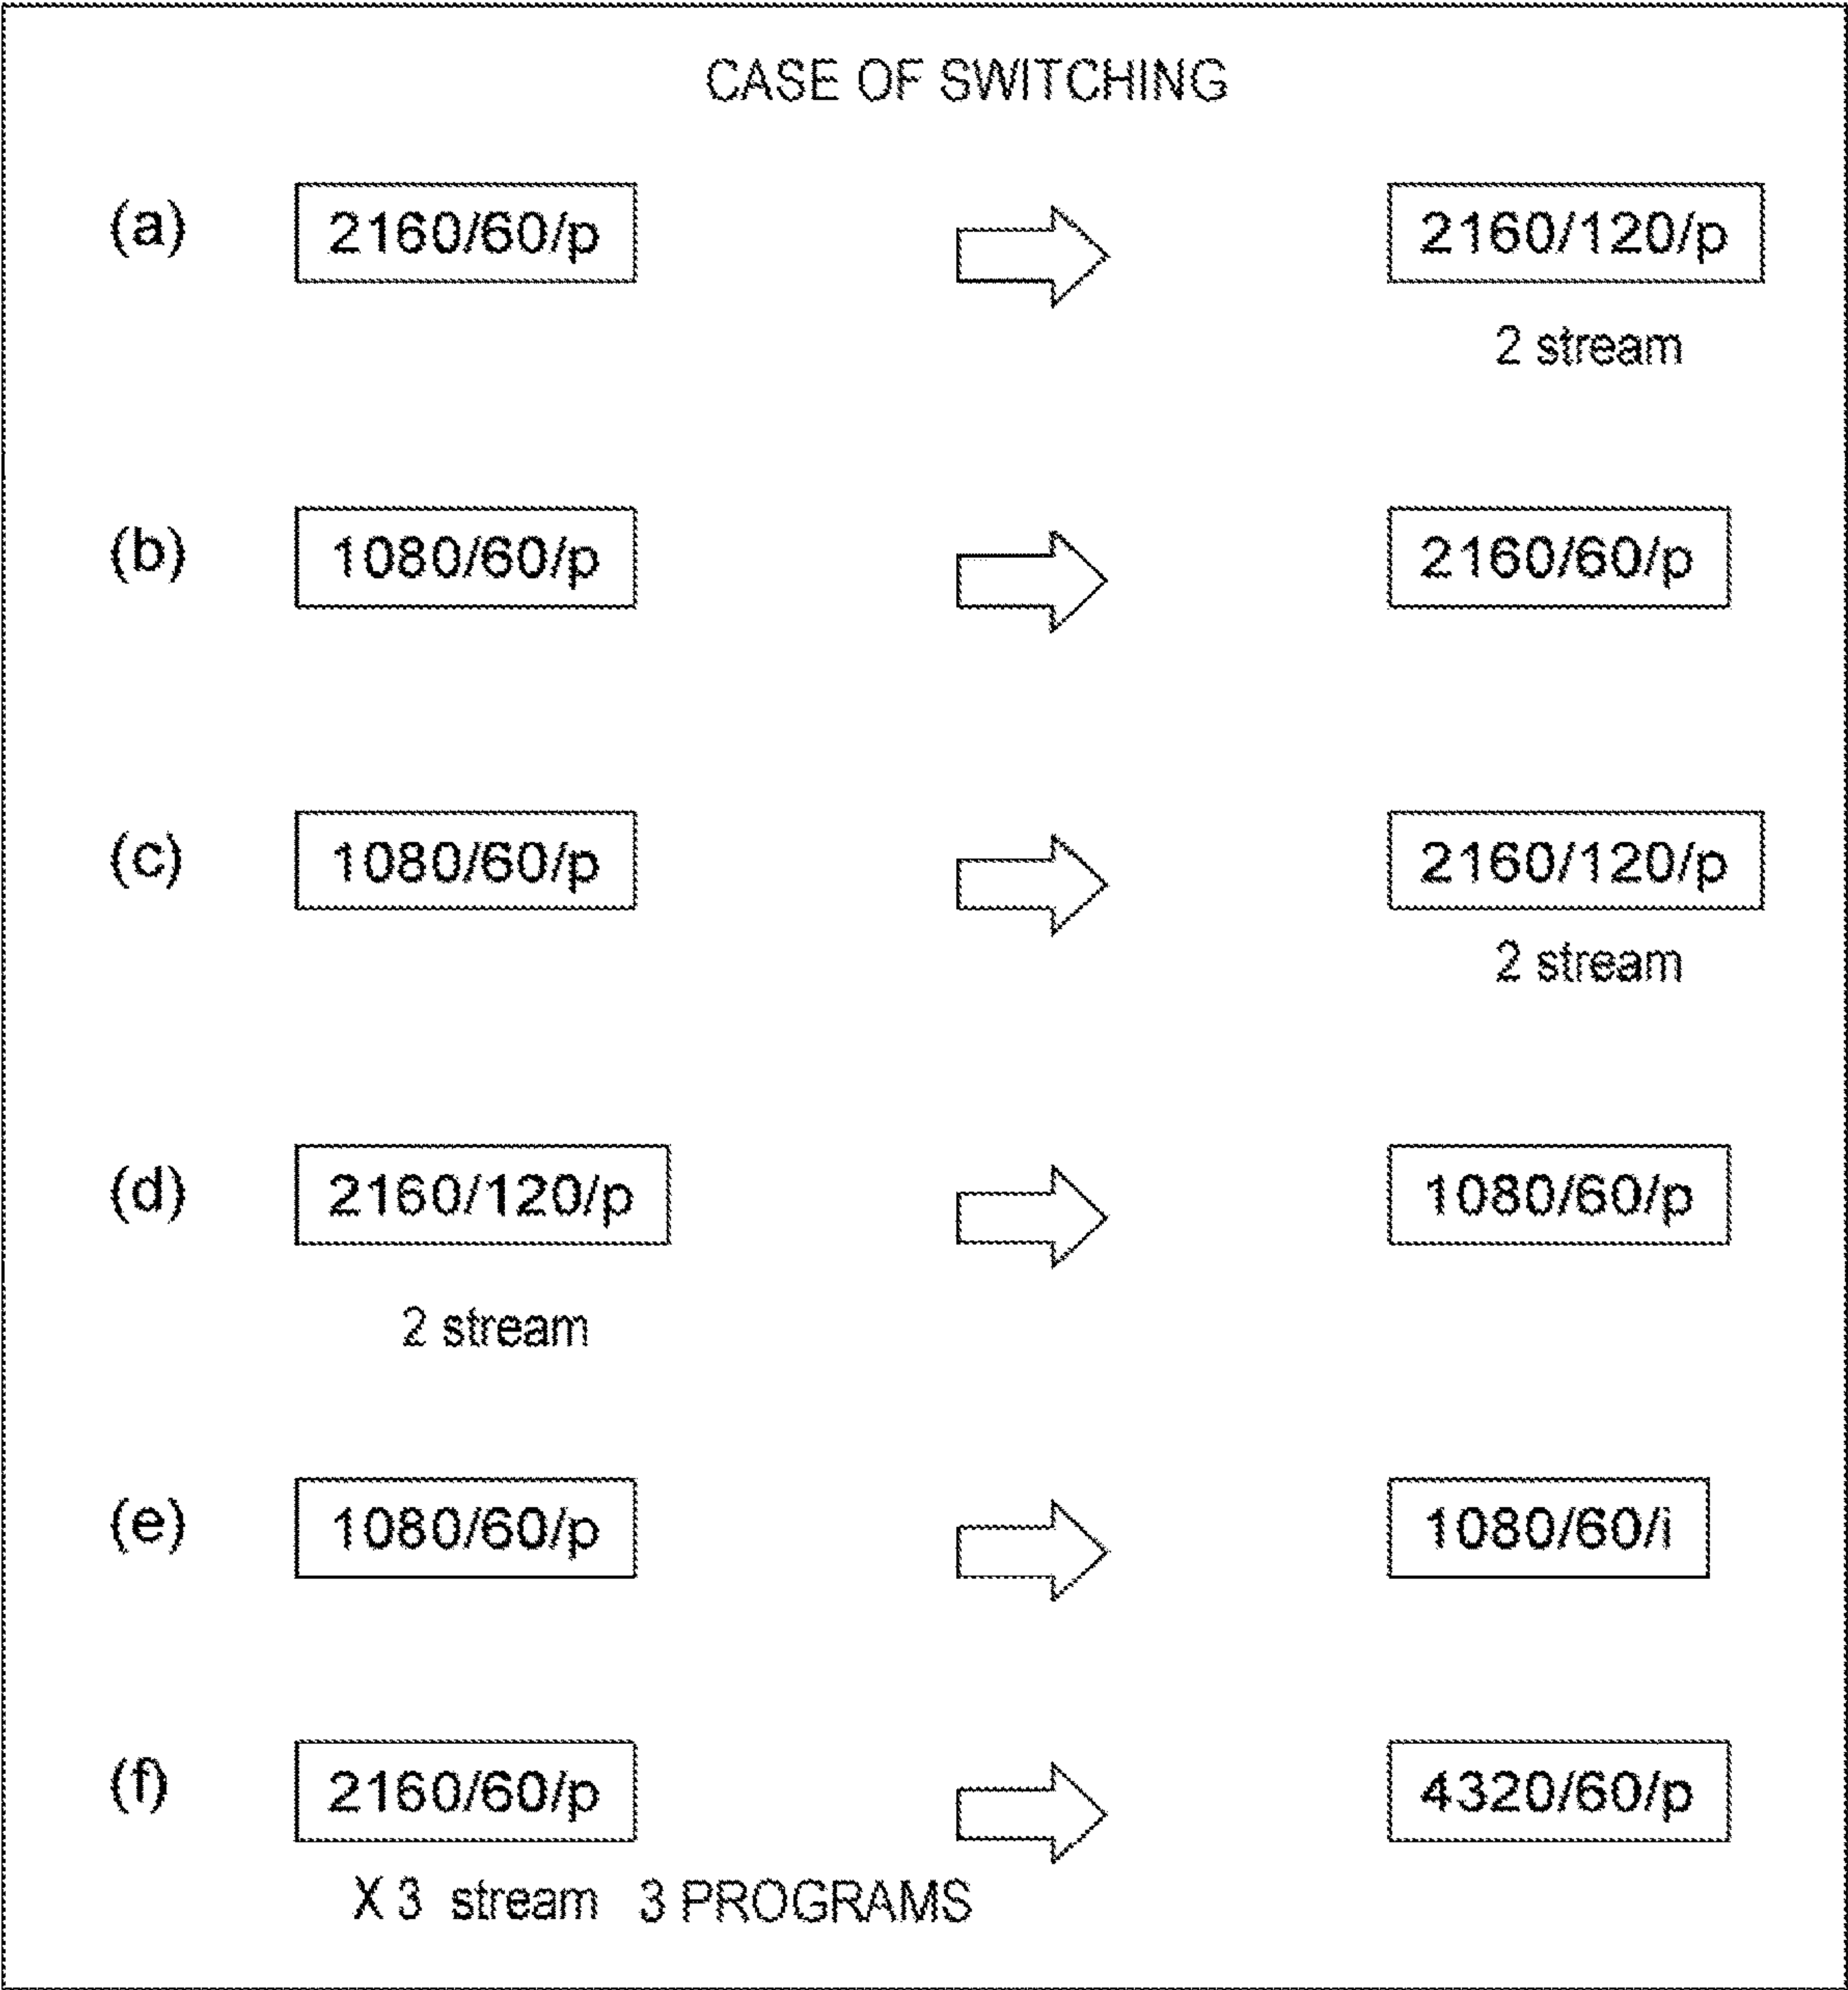 CASE OF SWITCHING
(a) 2160/60/p 2160/120/p
2 stream
(b) 1080/60/p 2160/60/p
(c) 1080/60/p 2160/120/p
2 stream
(d) 2160/120/p 1080/60/p
2 stream
(e) 1080/60/p 1080/60/i
(f) 2160/60/p 4320/60/p
X 3 stream 3 PROGRAMS